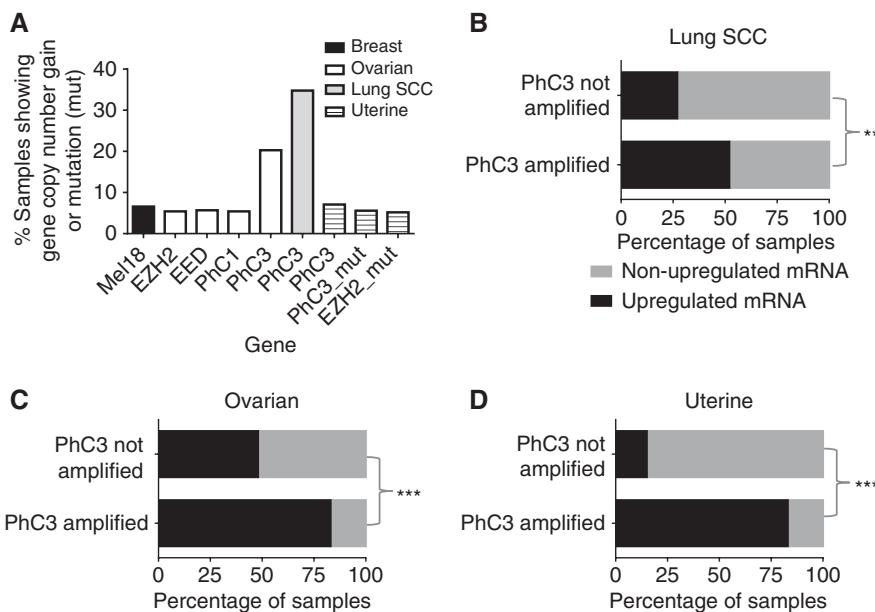 A
% Samples showing
gene copy number gain
or mutation (mut)
40
30
20
10
0
Breast
Ovarian
Lung SCC
Uterine
Mel18
EZH2
EED
PhC1
PhC3
PhC3
PhC3
PhC3_mut
EZH2_mut
Gene
B
Lung SCC
PhC3 not
amplified
PhC3 amplified
**
0 25 50 75 100
Percentage of samples
Non-upregulated mRNA
Upregulated mRNA
C
Ovarian
PhC3 not
amplified
PhC3 amplified
***
0 25 50 75 100
Percentage of samples
D
Uterine
PhC3 not
amplified
PhC3 amplified
***
0 25 50 75 100
Percentage of samples